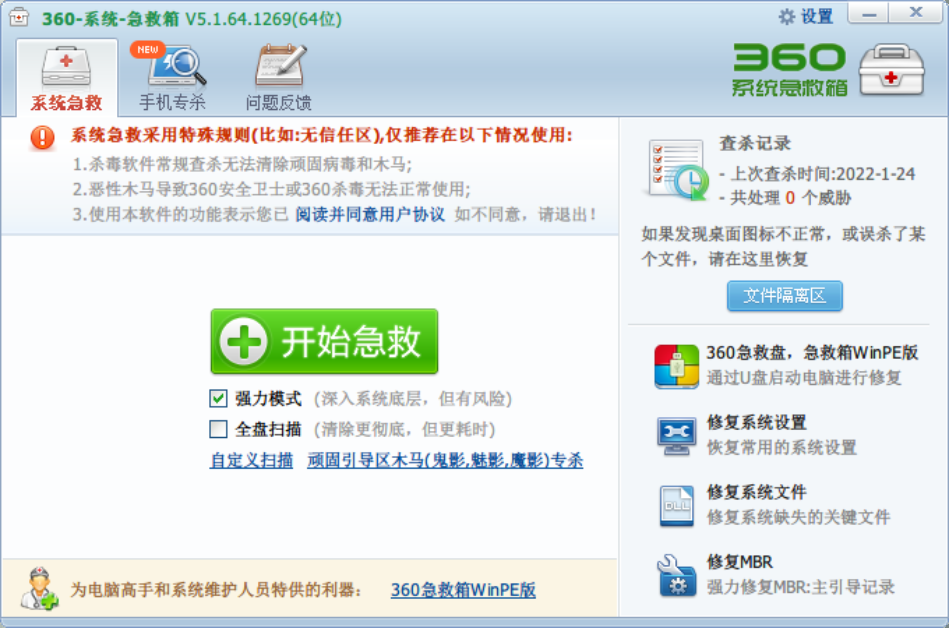 360-系统-急救箱 V5.1.64.1269(64位)
设置
系统急救
NEW
手机专杀
问题反馈
360
系统急救箱
系统急救采用特殊规则(比如:无信任区),仅推荐在以下情况使用:
1.杀毒软件常规查杀无法清除顽固病毒和木马;
2.恶性木马导致360安全卫士或360杀毒无法正常使用;
3.使用本软件的功能表示您已 阅读并同意用户协议 如不同意，请退出!
开始急救
强力模式 (深入系统底层，但有风险)
全盘扫描 (清除更彻底，但更耗时)
自定义扫描 顽固引导区木马(鬼影,魅影,魔影)专杀
为电脑高手和系统维护人员特供的利器： 360急救箱WinPE版
查杀记录
- 上次查杀时间:2022-1-24
- 共处理 0 个威胁
如果发现桌面图标不正常，或误杀了某
个文件，请在这里恢复
文件隔离区
360急救盘，急救箱WinPE版
通过U盘启动电脑进行修复
修复系统设置
恢复常用的系统设置
DLL
修复系统文件
修复系统缺失的关键文件
修复MBR
强力修复MBR:主引导记录